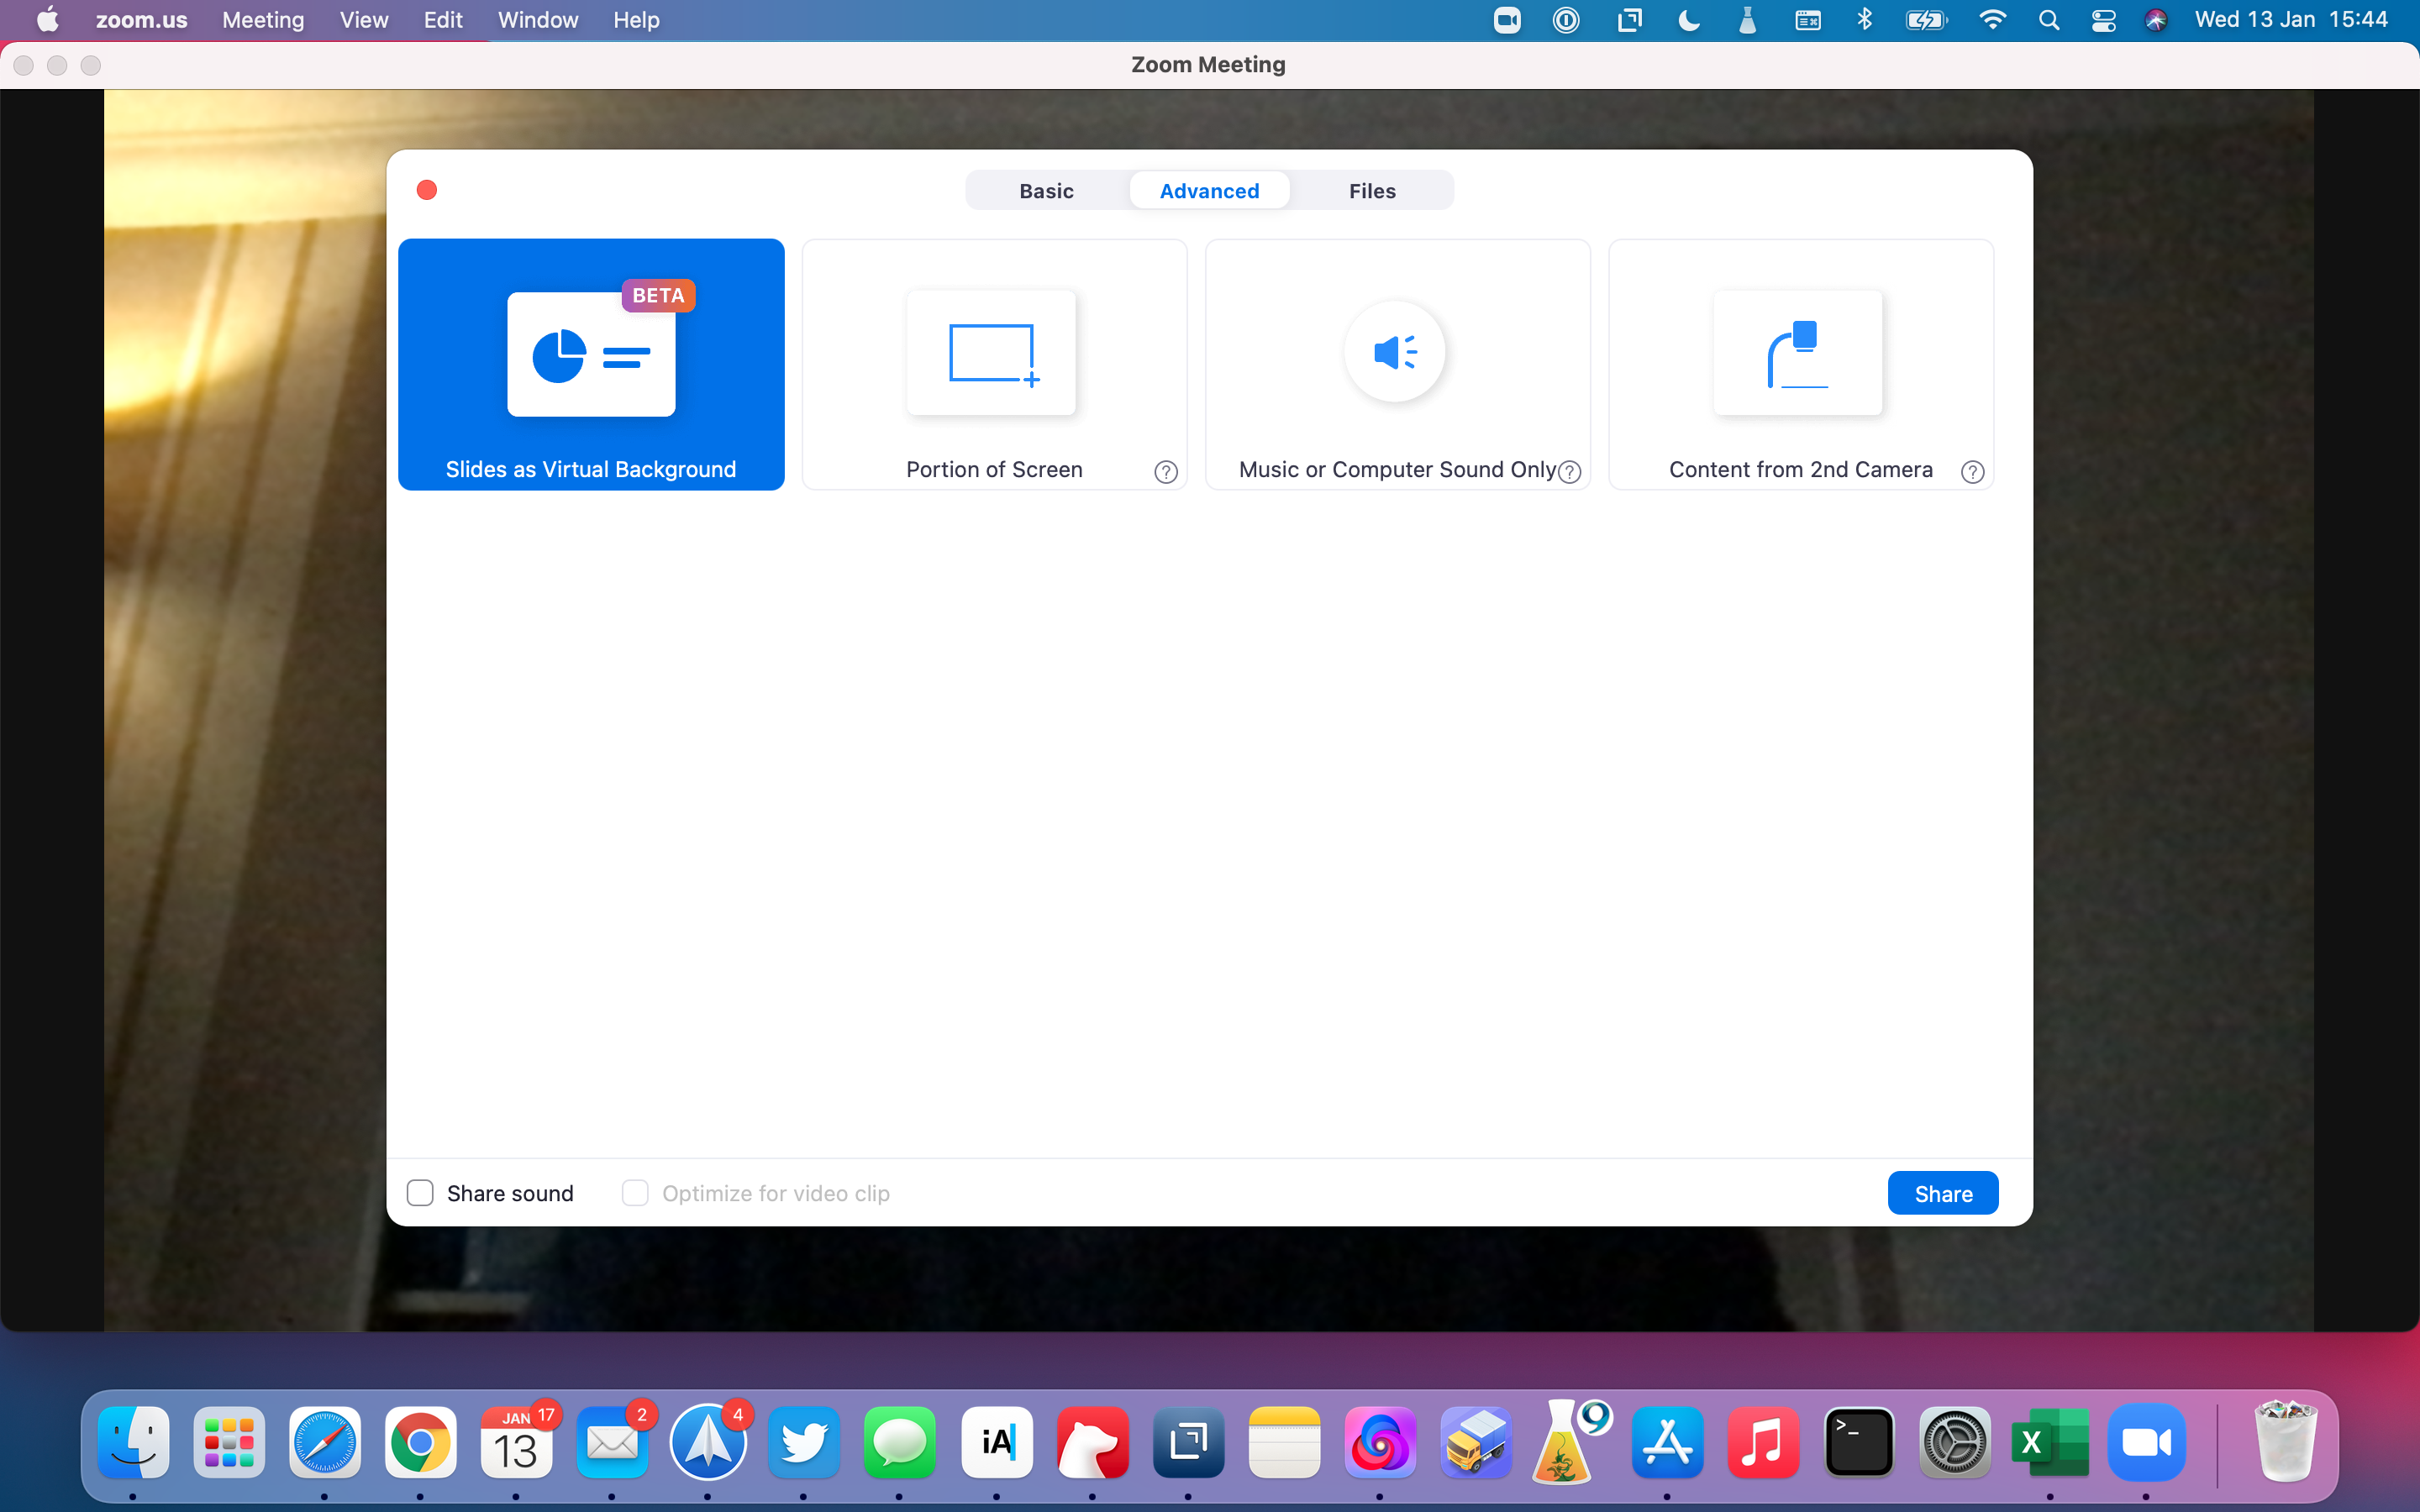 zoom.us Meeting View Edit Window Help Wed 13 Jan 15:44
Zoom Meeting
Basic Advanced Files
BETA
Slides as Virtual Background Portion of Screen ? Music or Computer Sound Only ? Content from 2nd Camera ?
Share sound Optimize for video clip Share
JAN 17 2 4 9
13 iA >_ X